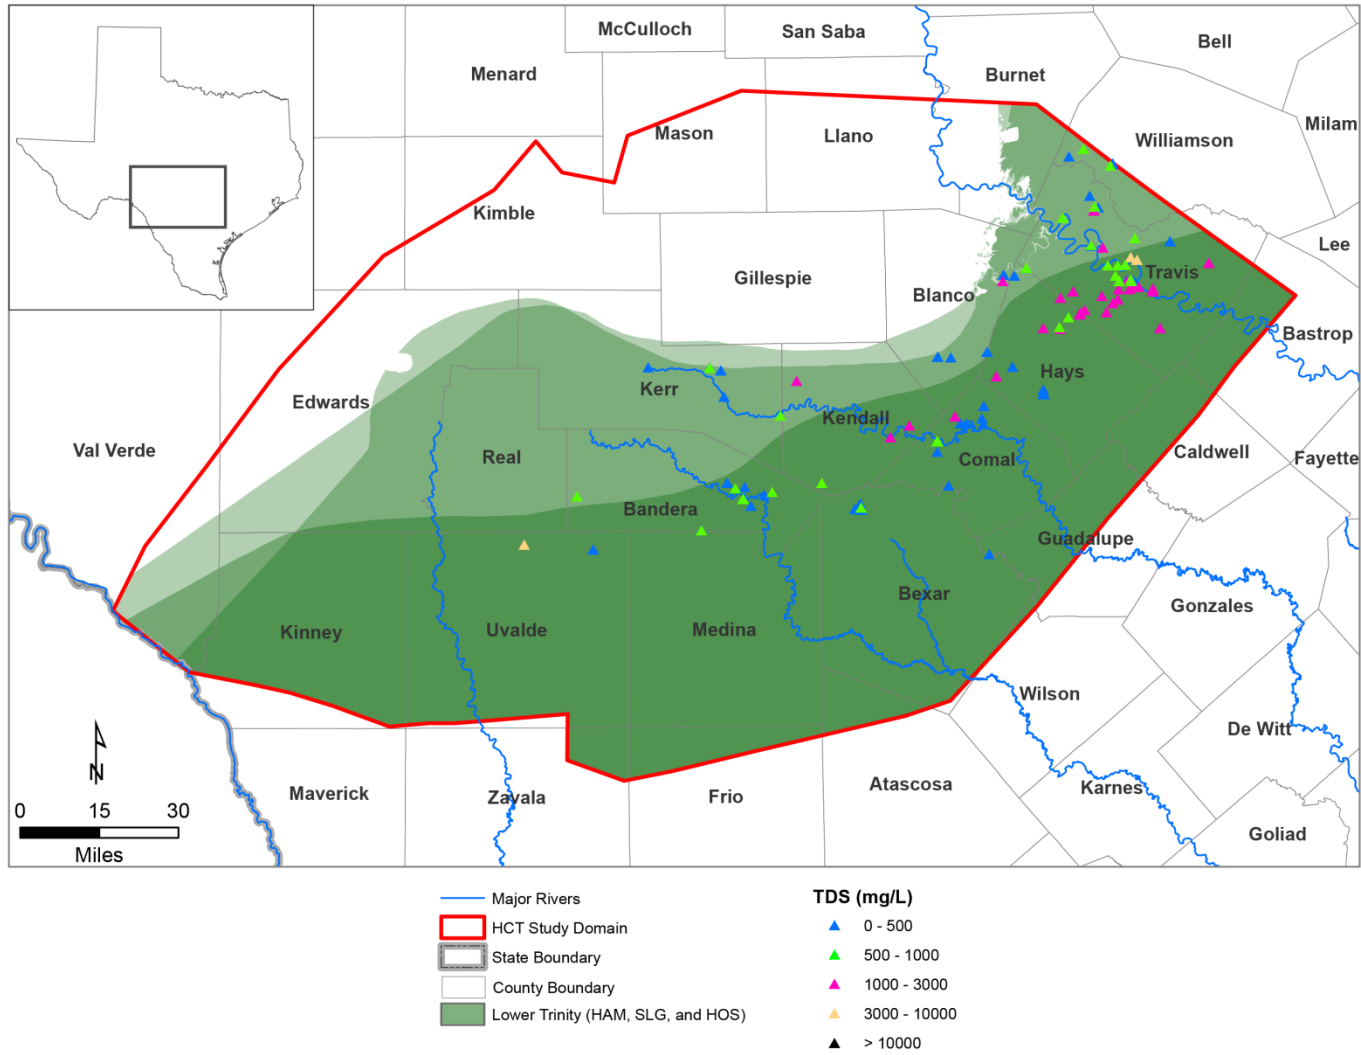 McCulloch
San Saba
Bell
Menard
Burnet
Milam
Mason
Llano
Williamson
Kimble
Lee
Gillespie
Travis
Blanco
Bastrop
Hays
Kerr
Edwards
Kendall
Val Verde
Real
Comal
Caldwell
Fayette
Bandera
Guadalupe
Bexar
Gonzales
Kinney
Uvalde
Medina
Wilson
De Witt
N
Maverick
Zavala
Frio
Atascosa
Karnes
Goliad
0 15 30
Miles
Major Rivers
HCT Study Domain
State Boundary
County Boundary
Lower Trinity (HAM, SLG, and HOS)
TDS (mg/L)
0 - 500
500 - 1000
1000 - 3000
3000 - 10000
> 10000